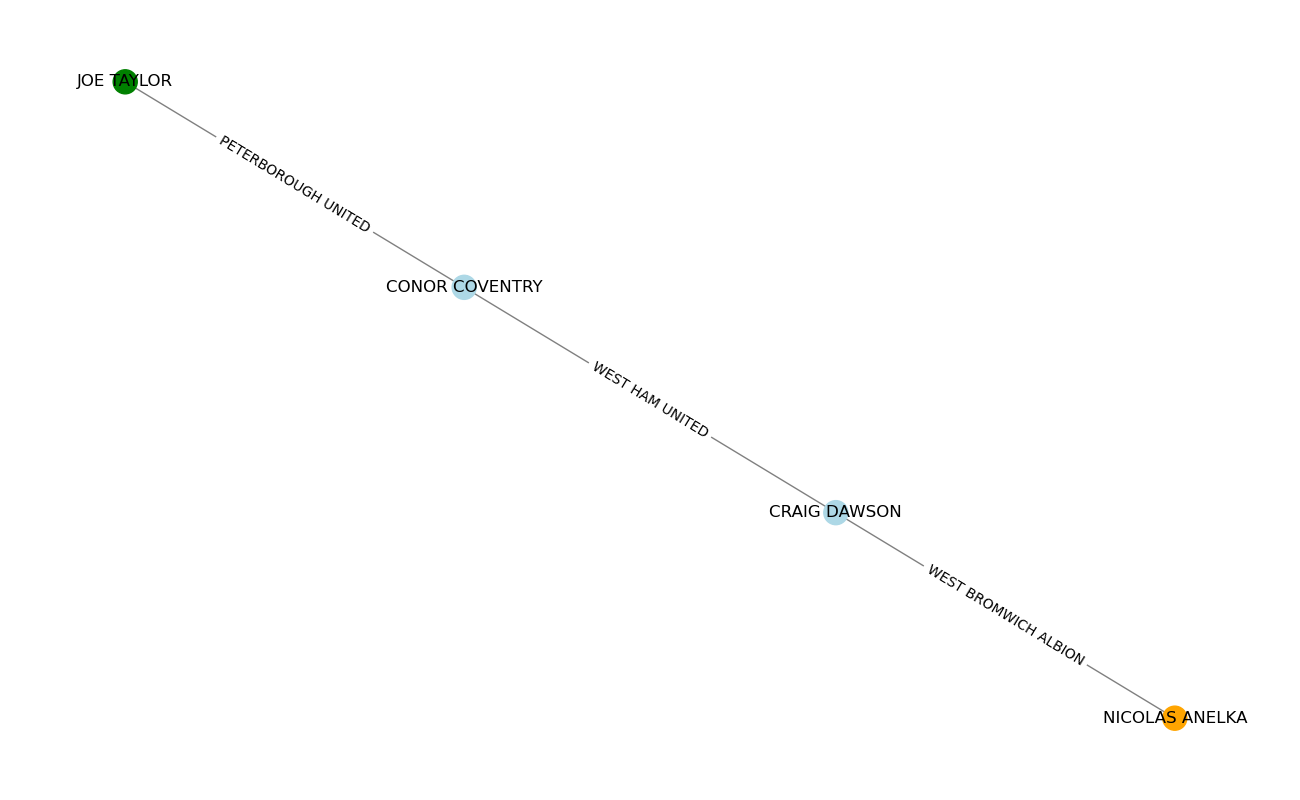 JOE TAYLOR
PETERBOROUGH UNITED
CONOR COVENTRY
WEST HAM UNITED
CRAIG DAWSON
WEST BROMWICH ALBION
NICOLAS ANELKA